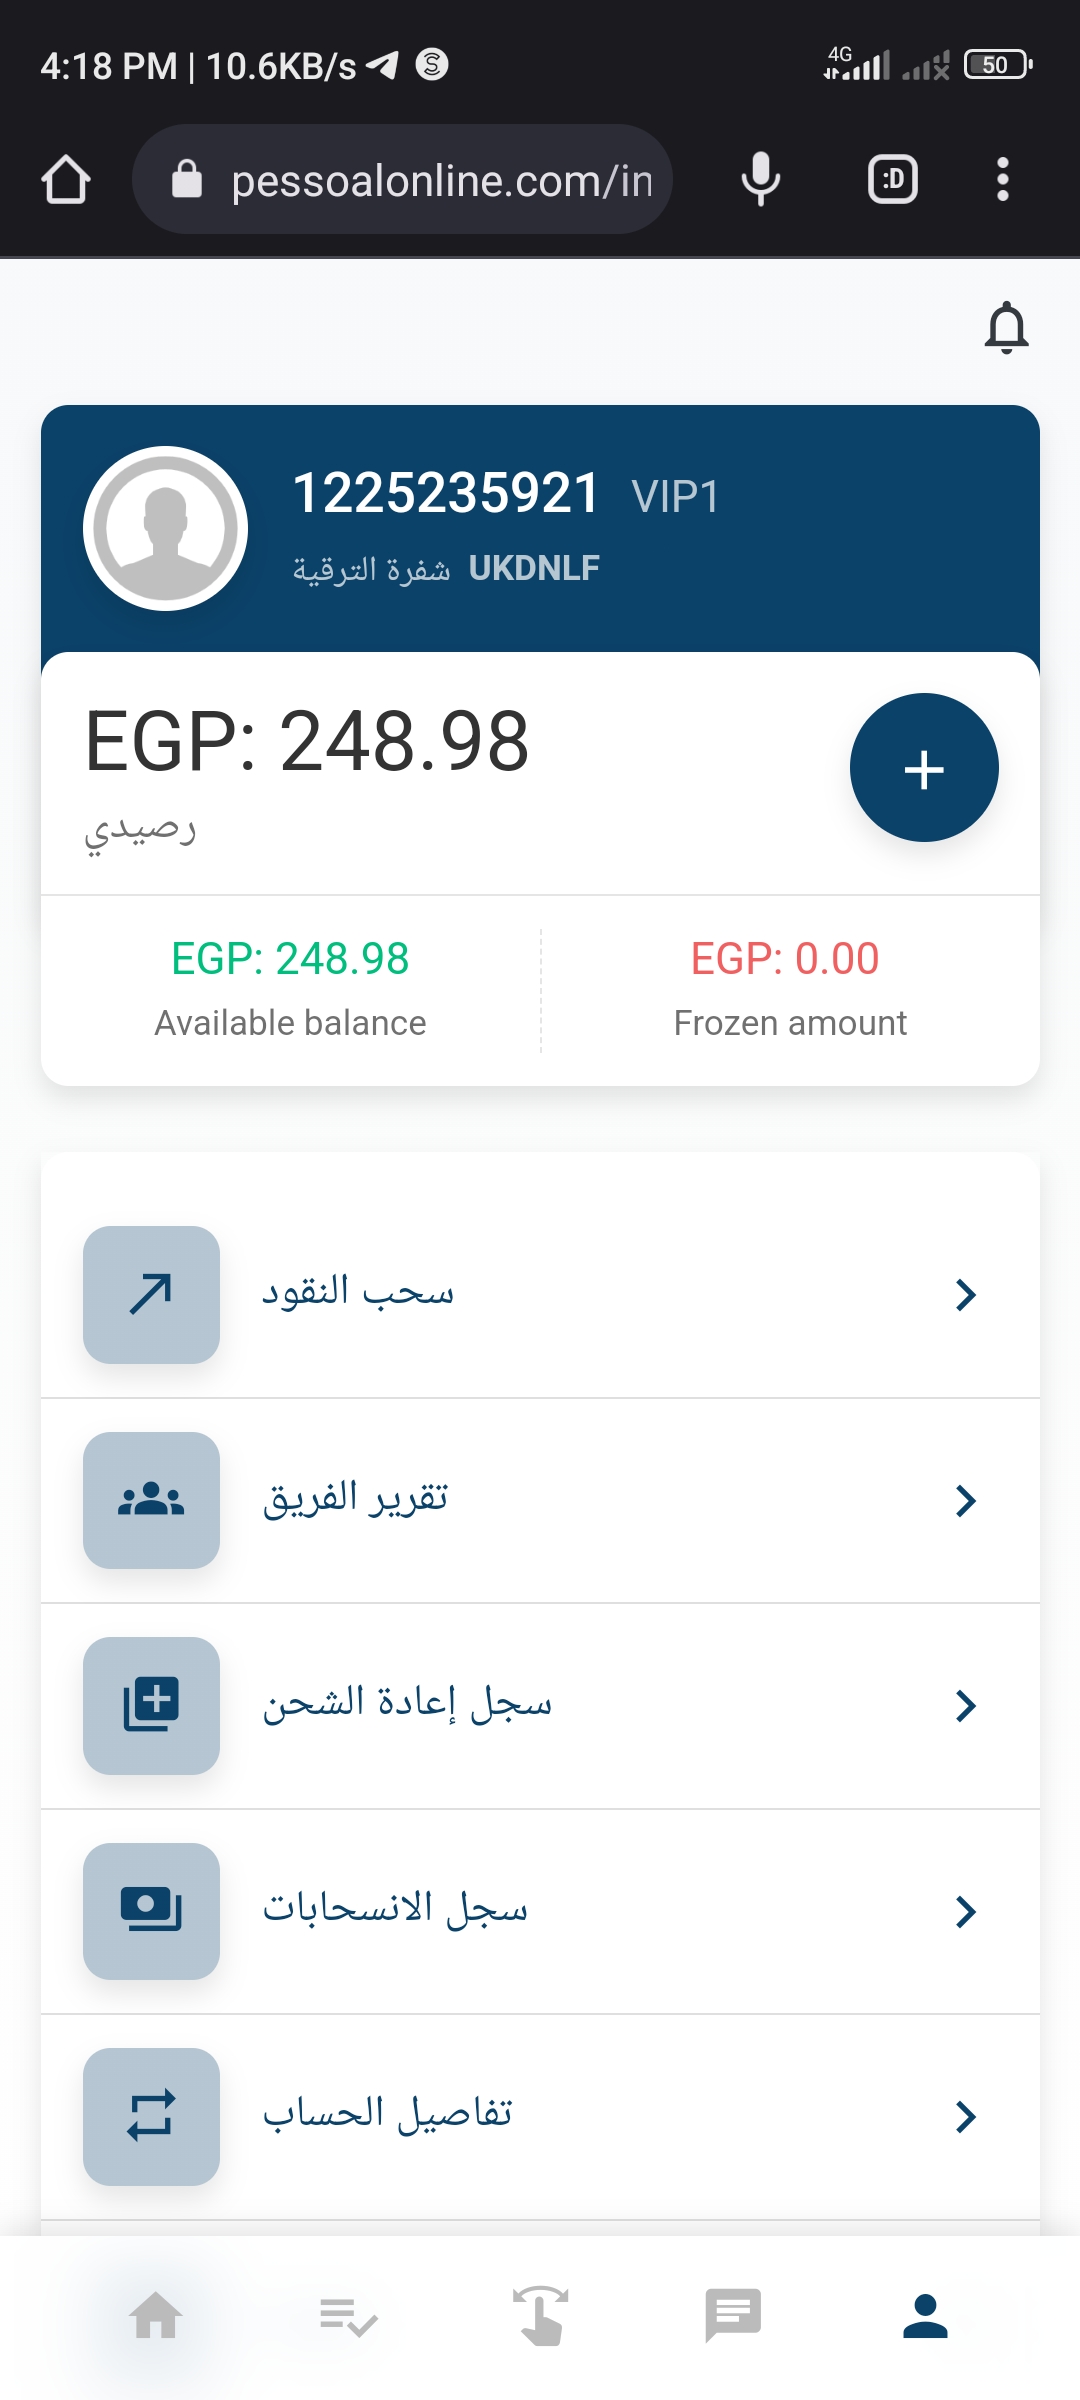 4:18 PM | 10.6KB/s
4G
50
pessoalonline.com/in
:D
1225235921 VIP1
شفرة الترقية UKDNLF
EGP: 248.98
رصيدي
EGP: 248.98
Available balance
EGP: 0.00
Frozen amount
سحب النقود
تقرير الفريق
سجل إعادة الشحن
سجل الانسحابات
تفاصيل الحساب